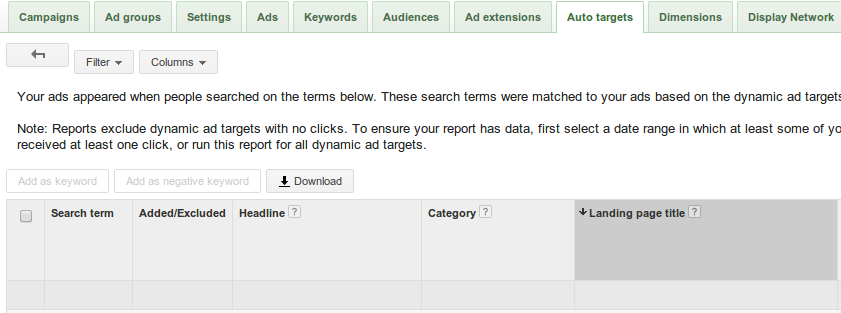 Campaigns Ad groups Settings Ads Keywords Audiences Ad extensions Auto targets Dimensions Display Network
Filter Columns
Your ads appeared when people searched on the terms below. These search terms were matched to your ads based on the dynamic ad targets
Note: Reports exclude dynamic ad targets with no clicks. To ensure your report has data, first select a date range in which at least some of yo
received at least one click, or run this report for all dynamic ad targets.
Add as keyword Add as negative keyword Download
Search term Added/Excluded Headline ? Category ? Landing page title ?